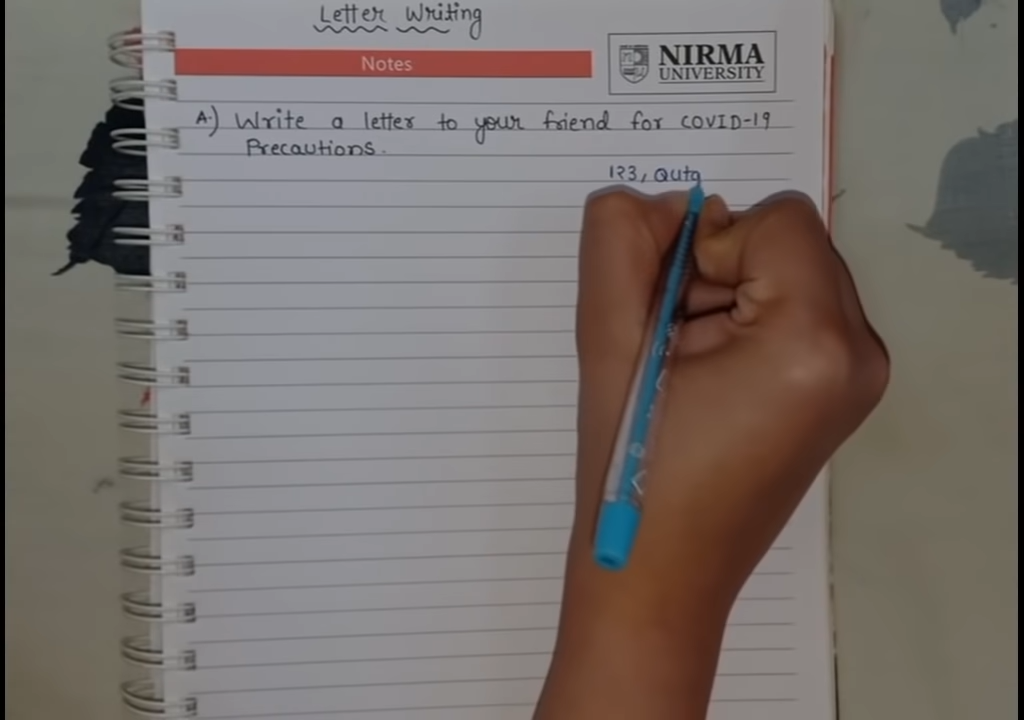 Letter Writing
Notes
NIRMA
UNIVERSITY
A.) Write a letter to your friend for COVID-19
Precautions.
123, Quta